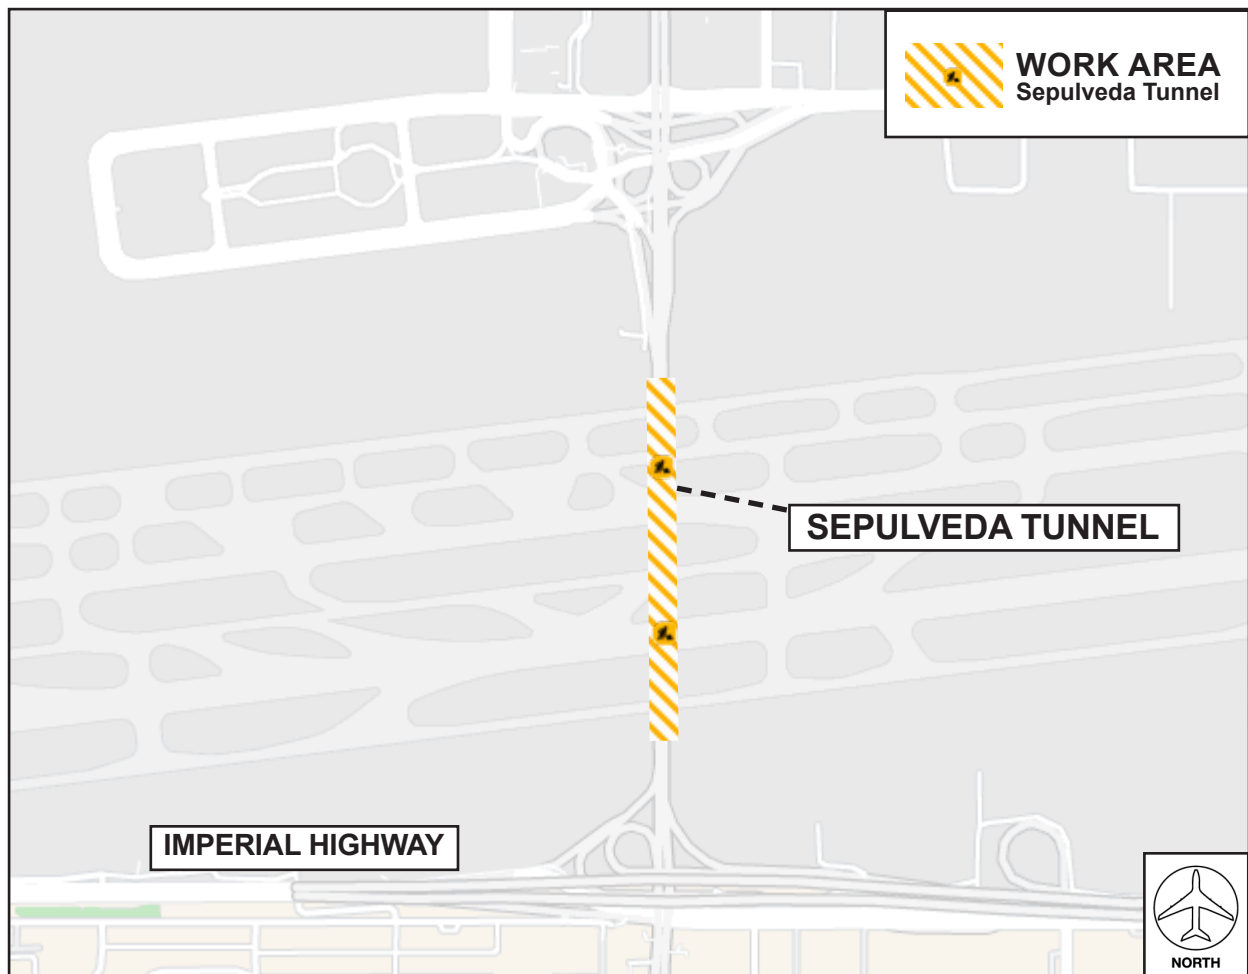 WORK AREA
Sepulveda Tunnel
SEPULVEDA TUNNEL
IMPERIAL HIGHWAY
NORTH